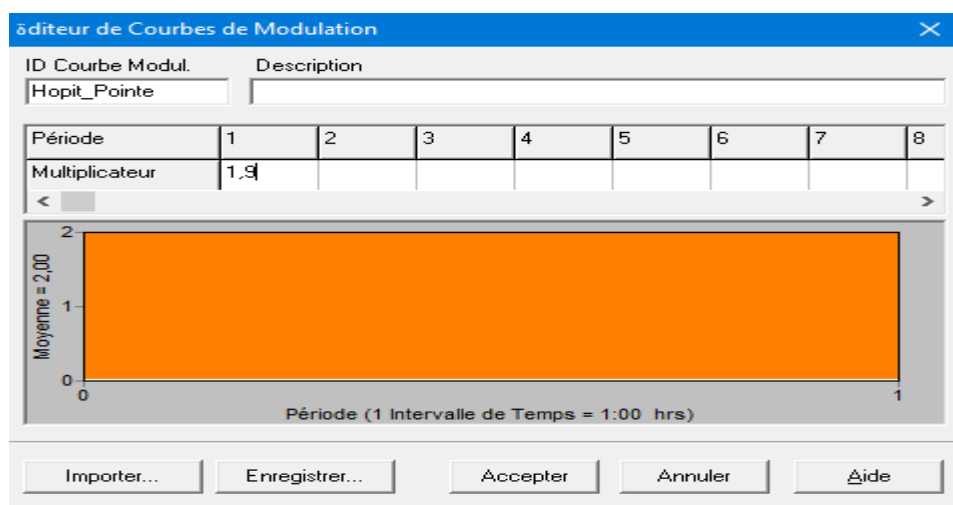 δditeur de Courbes de Modulation
ID Courbe Modul. Description
Hopit_Pointe
Période 1 2 3 4 5 6 7 8
Multiplicateur 1,9
< >
2
1
0
Moyenne = 2,00
0 1
Période (1 Intervalle de Temps = 1:00 hrs)
Importer... Enregistrer... Accepter Annuler Aide